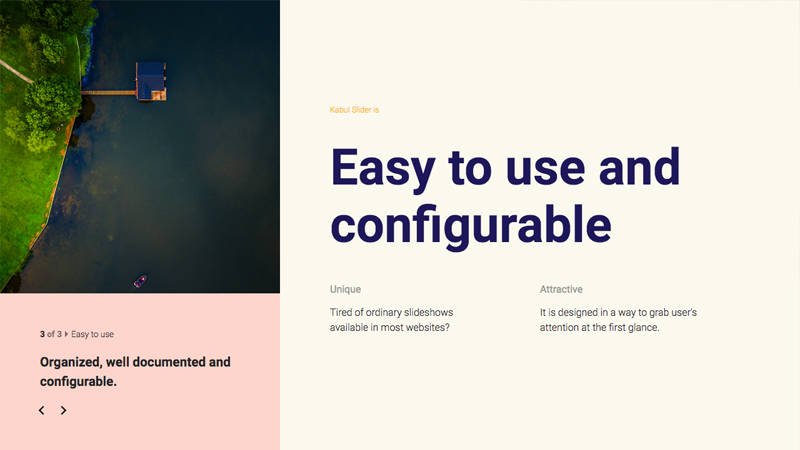 Kabul Slider is
Easy to use and
configurable
Unique
Tired of ordinary slideshows
available in most websites?
Attractive
It is designed in a way to grab user's
attention at the first glance.
3 of 3 Easy to use
Organized, well documented and
configurable.